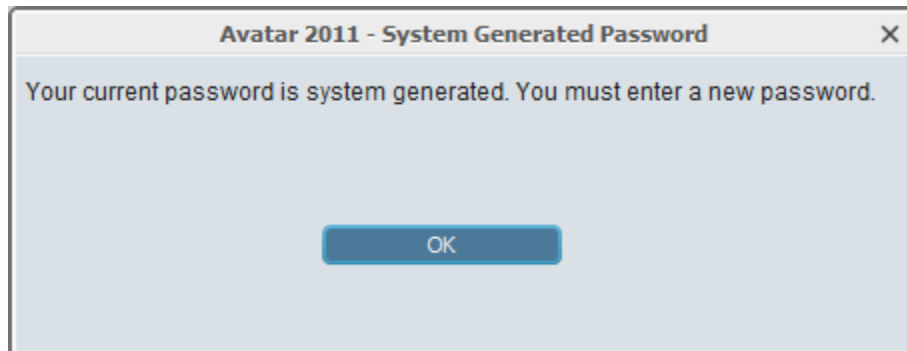 Avatar 2011 - System Generated Password
Your current password is system generated. You must enter a new password.
OK